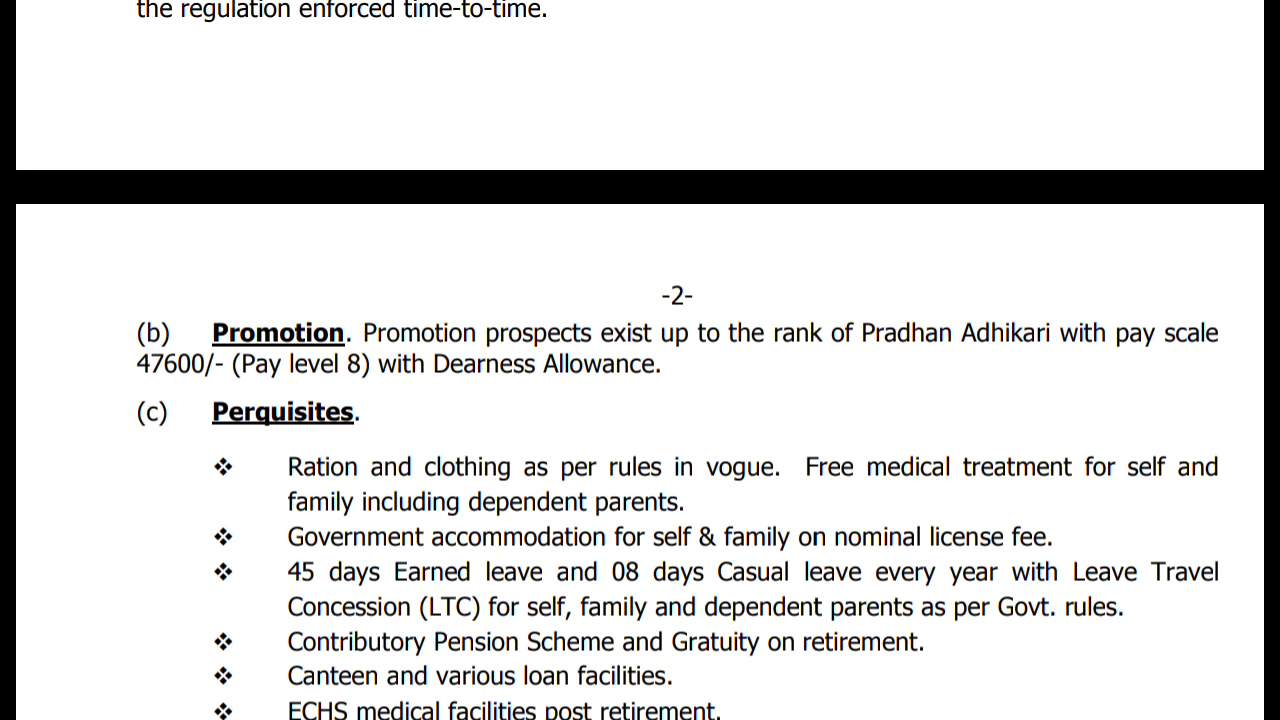 the regulation enforced time-to-time.
-2-
(b) Promotion. Promotion prospects exist up to the rank of Pradhan Adhikari with pay scale
47600/- (Pay level 8) with Dearness Allowance.
(c) Perquisites.
❖ Ration and clothing as per rules in vogue. Free medical treatment for self and
family including dependent parents.
❖ Government accommodation for self & family on nominal license fee.
❖ 45 days Earned leave and 08 days Casual leave every year with Leave Travel
Concession (LTC) for self, family and dependent parents as per Govt. rules.
❖ Contributory Pension Scheme and Gratuity on retirement.
❖ Canteen and various loan facilities.
❖ ECHS medical facilities post retirement.